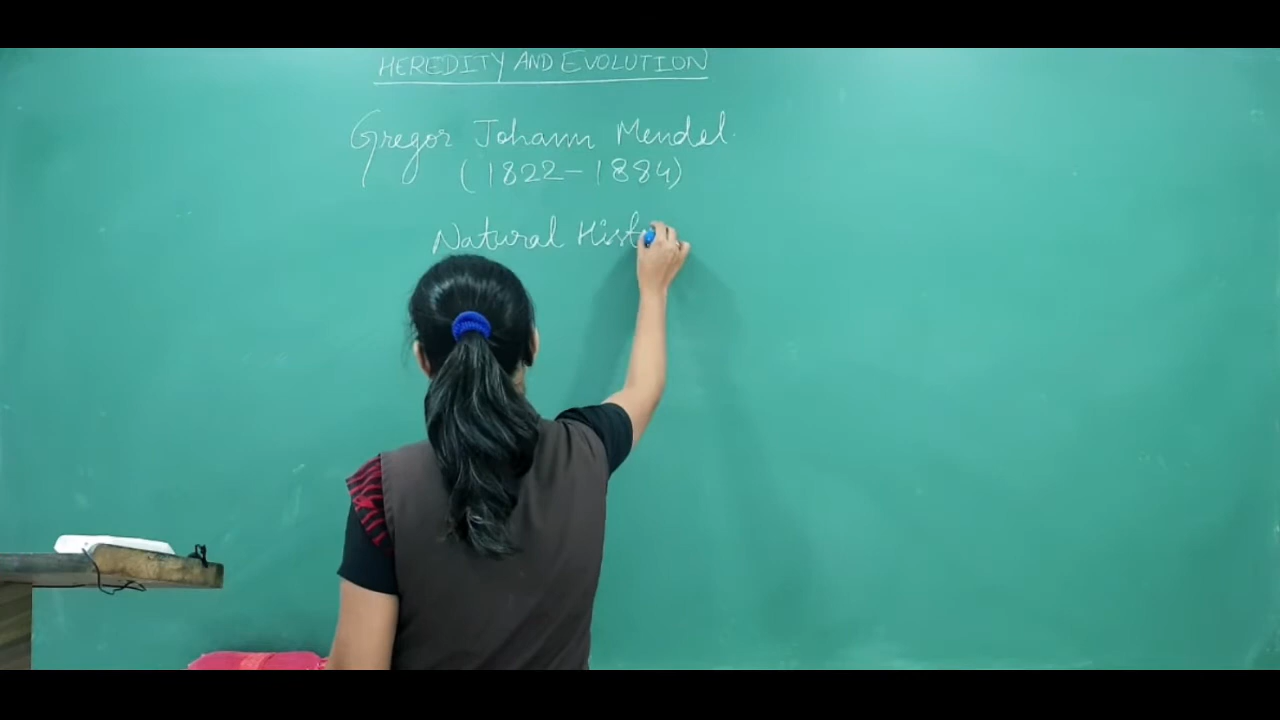 HEREDITY AND EVOLUTION
Gregor Johann Mendel.
(1822-1884)
Natural Hist